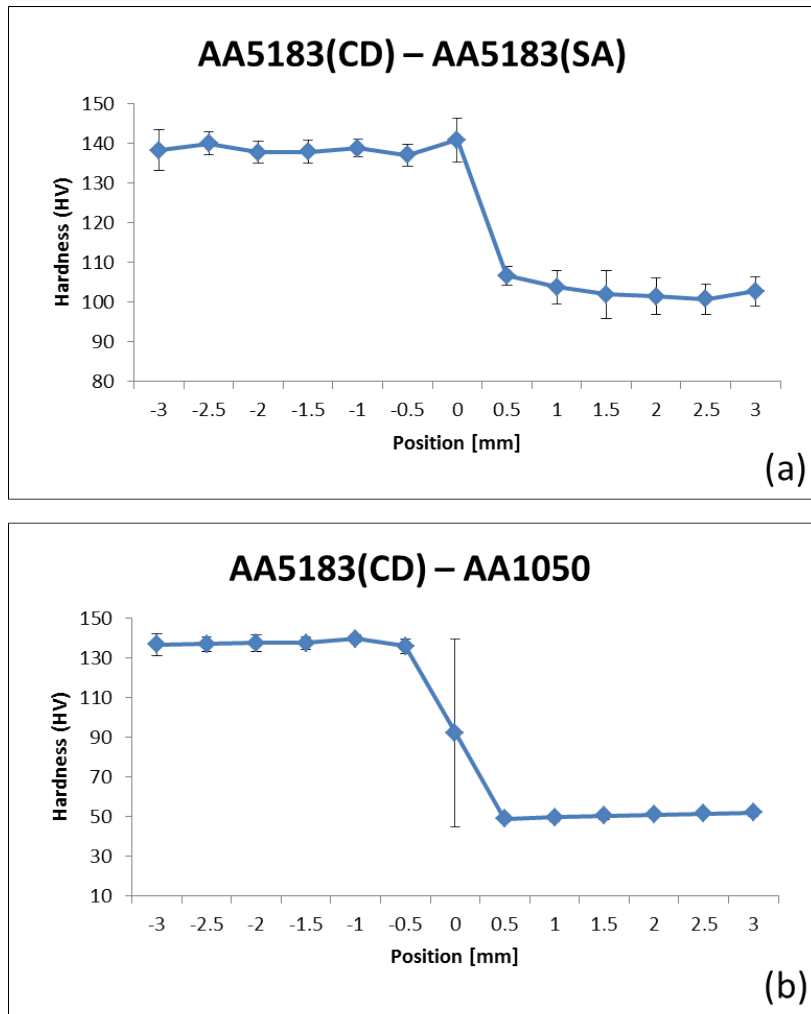 AA5183(CD) – AA5183(SA)
150
140
130
120
110
100
90
80
Hardness (HV)
-3 -2.5 -2 -1.5 -1 -0.5 0 0.5 1 1.5 2 2.5 3
Position [mm]
(a)
AA5183(CD) – AA1050
150
130
110
90
70
50
30
10
Hardness (HV)
-3 -2.5 -2 -1.5 -1 -0.5 0 0.5 1 1.5 2 2.5 3
Position [mm]
(b)